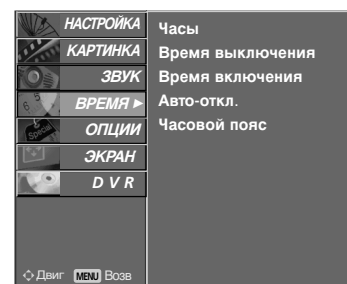 НАСТРОЙКА
КАРТИНКА
ЗВУК
ВРЕМЯ ►
ОПЦИИ
ЭКРАН
D V R
Часы
Время выключения
Время включения
Авто-откл.
Часовой пояс
Двиг MENU Возв